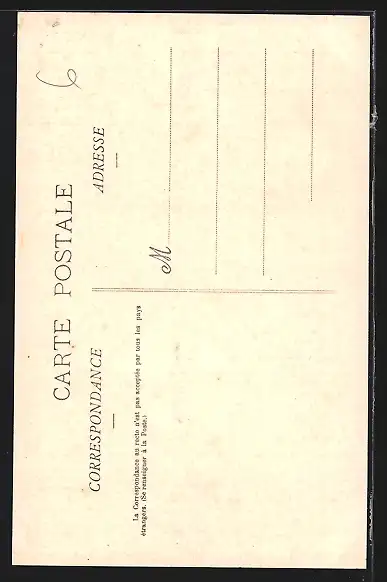 6
CARTE POSTALE
CORRESPONDANCE
ADRESSE
La Correspondance au recto n'est pas acceptée par tous les pays
étrangers. (Se renseigner à la Poste.)
M